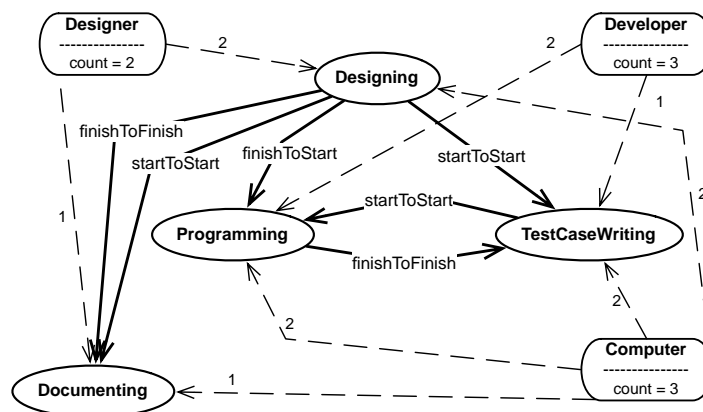 Designer
---------------
count = 2
Developer
---------------
count = 3
2
2
Designing
1
finishToFinish
startToStart
finishToStart
startToStart
1
startToStart
2
Programming
TestCaseWriting
finishToFinish
2
2
Computer
---------------
count = 3
1
Documenting